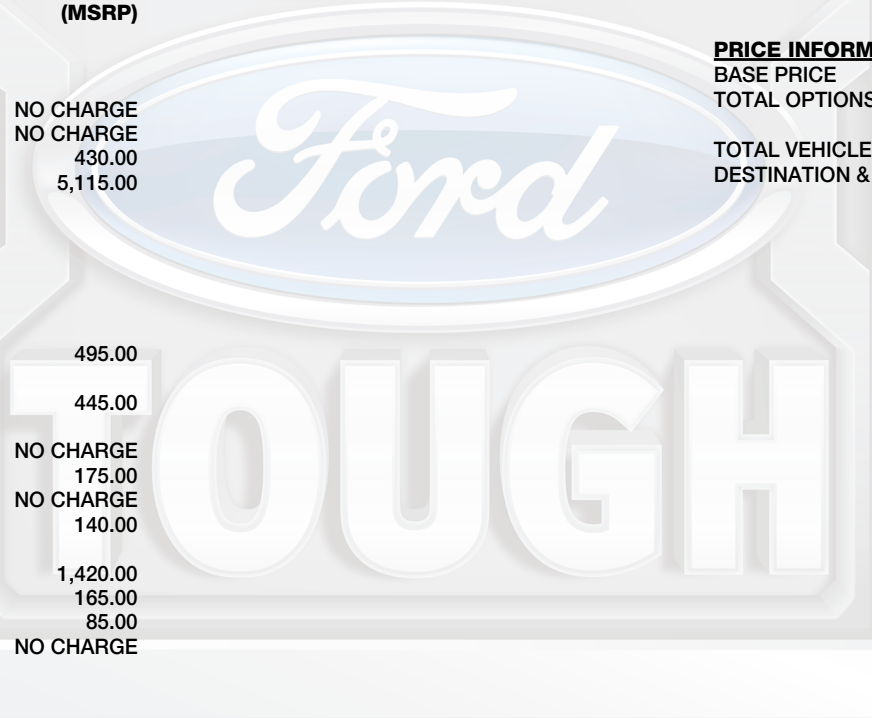 (MSRP)
NO CHARGE
NO CHARGE
430.00
5,115.00
495.00
445.00
NO CHARGE
175.00
NO CHARGE
140.00
1,420.00
165.00
85.00
NO CHARGE
PRICE INFORM
BASE PRICE
TOTAL OPTIONS
TOTAL VEHICLE
DESTINATION &
Ford
TOUGH